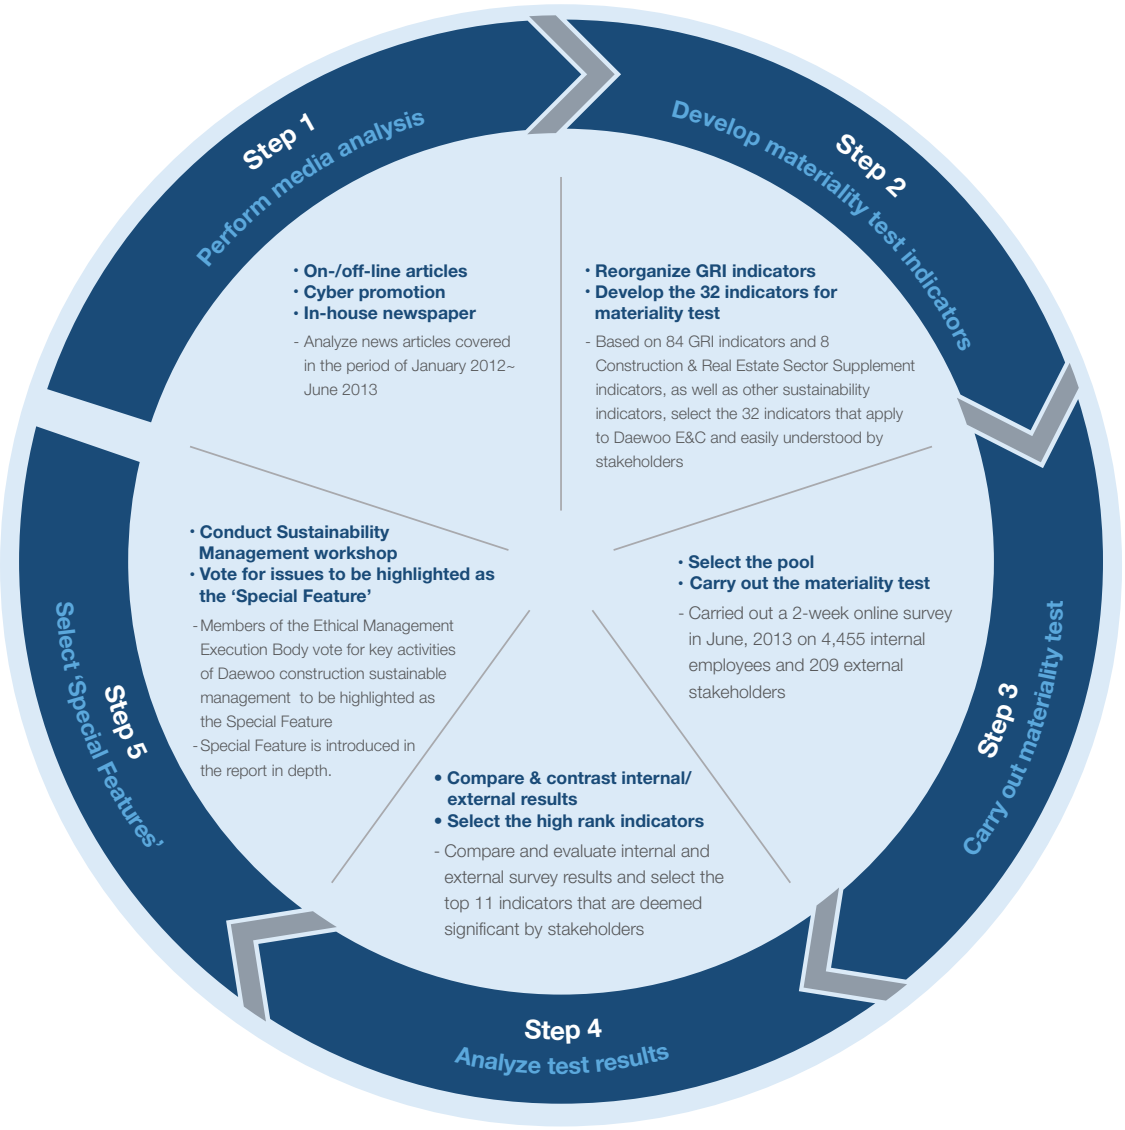 Step 1
Perform media analysis
• On-/off-line articles
• Cyber promotion
• In-house newspaper
- Analyze news articles covered
in the period of January 2012~
June 2013
Step 2
Develop materiality test indicators
• Reorganize GRI indicators
• Develop the 32 indicators for
materiality test
- Based on 84 GRI indicators and 8
Construction & Real Estate Sector Supplement
indicators, as well as other sustainability
indicators, select the 32 indicators that apply
to Daewoo E&C and easily understood by
stakeholders
Step 3
Carry out materiality test
• Select the pool
• Carry out the materiality test
- Carried out a 2-week online survey
in June, 2013 on 4,455 internal
employees and 209 external
stakeholders
Step 4
Analyze test results
• Compare & contrast internal/
external results
• Select the high rank indicators
- Compare and evaluate internal and
external survey results and select the
top 11 indicators that are deemed
significant by stakeholders
Step 5
Select ‘Special Features’
• Conduct Sustainability
Management workshop
• Vote for issues to be highlighted as
the ‘Special Feature’
- Members of the Ethical Management
Execution Body vote for key activities
of Daewoo construction sustainable
management to be highlighted as
the Special Feature
- Special Feature is introduced in
the report in depth.